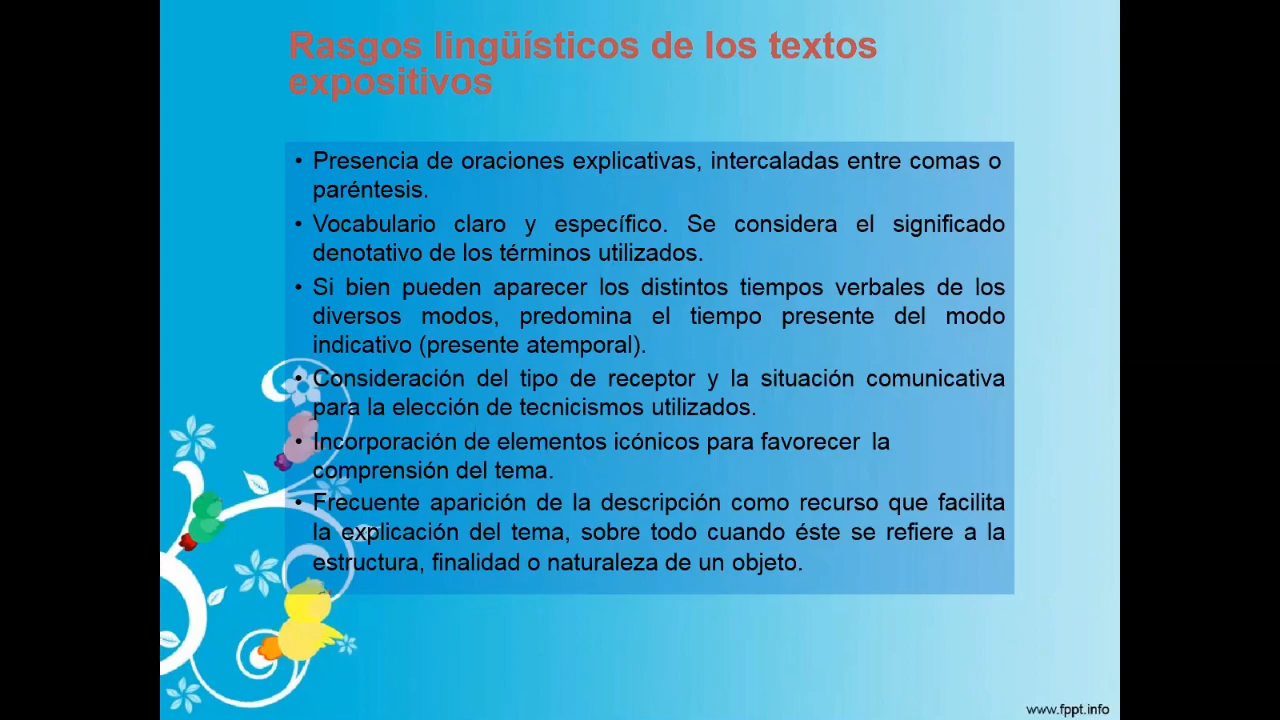 Rasgos lingüísticos de los textos
expositivos
• Presencia de oraciones explicativas, intercaladas entre comas o
paréntesis.
• Vocabulario claro y específico. Se considera el significado
denotativo de los términos utilizados.
• Si bien pueden aparecer los distintos tiempos verbales de los
diversos modos, predomina el tiempo presente del modo
indicativo (presente atemporal).
• Consideración del tipo de receptor y la situación comunicativa
para la elección de tecnicismos utilizados.
• Incorporación de elementos icónicos para favorecer la
comprensión del tema.
• Frecuente aparición de la descripción como recurso que facilita
la explicación del tema, sobre todo cuando éste se refiere a la
estructura, finalidad o naturaleza de un objeto.
www.fppt.info